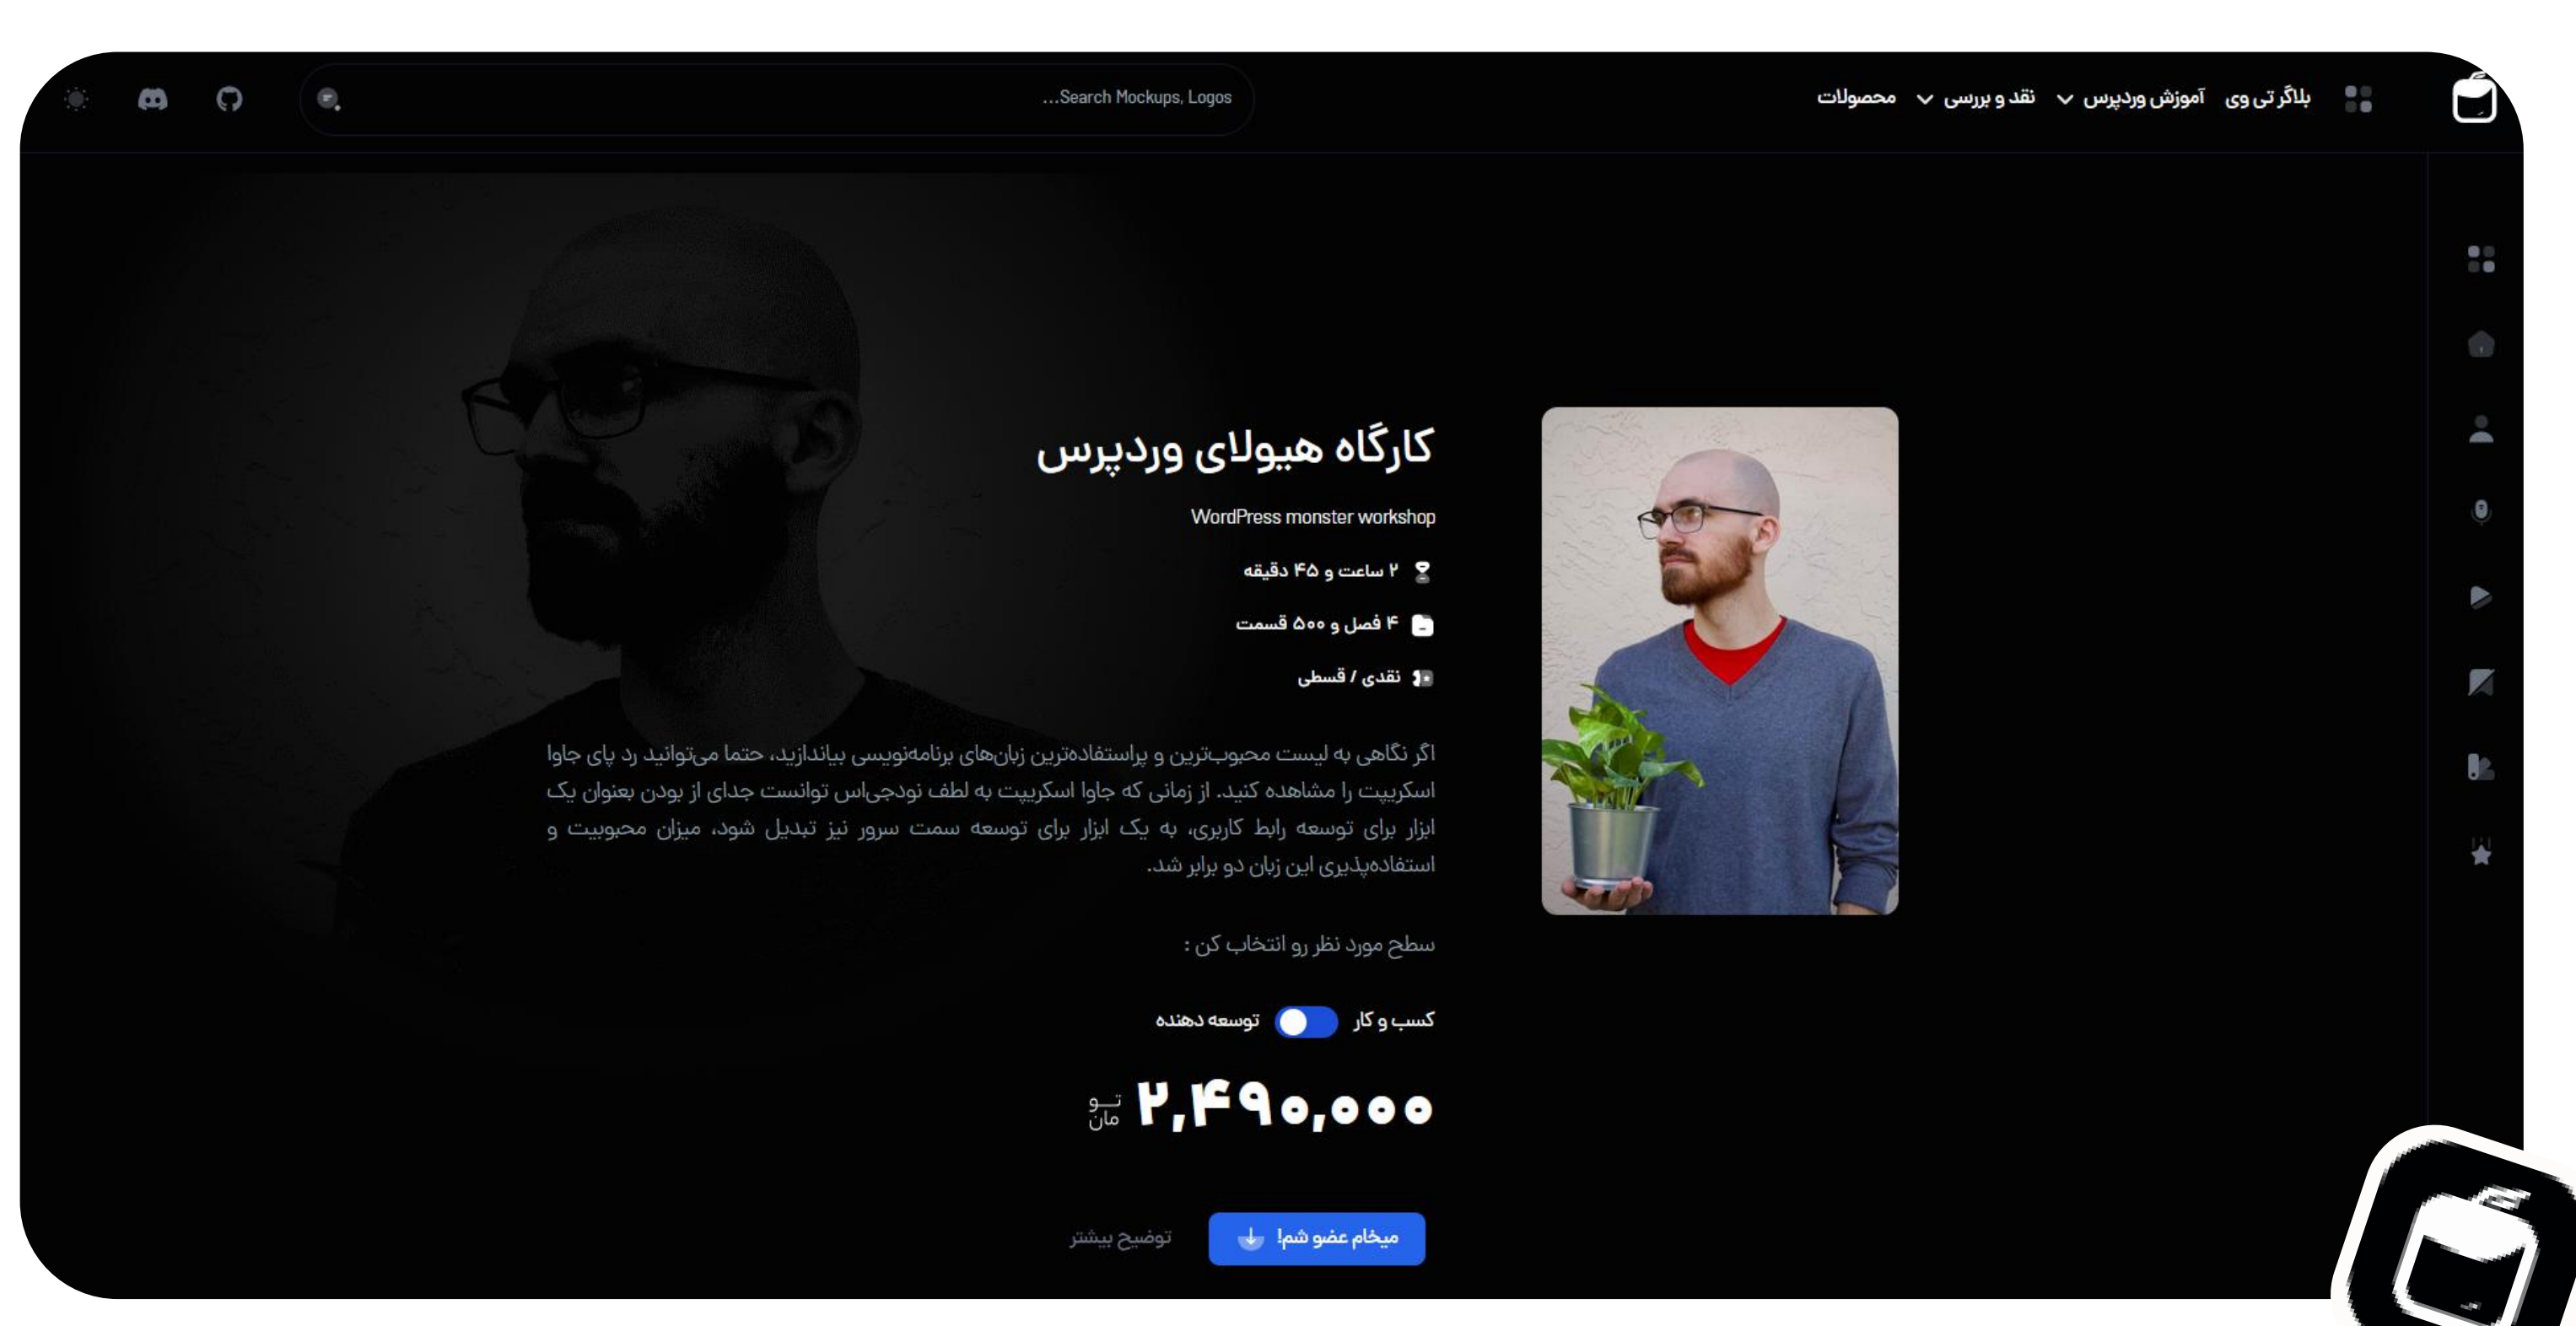 بلاگر تی وی
آموزش وردپرس
نقد و بررسی
محصولات
Search Mockups, Logos...
کارگاه هیولای وردپرس
WordPress monster workshop
۲ ساعت و ۴۵ دقیقه
۴ فصل و ۵۰۰ قسمت
نقدی / قسطی
اگر نگاهی به لیست محبوب‌ترین و پراستفاده‌ترین زبان‌های برنامه‌نویسی بیاندازید، حتما می‌توانید رد پای جاوا
اسکریپت را مشاهده کنید. از زمانی که جاوا اسکریپت به لطف نودجی‌اس توانست جدای از بودن بعنوان یک
ابزار برای توسعه رابط کاربری، به یک ابزار برای توسعه سمت سرور نیز تبدیل شود، میزان محبوبیت و
استفاده‌پذیری این زبان دو برابر شد.
سطح مورد نظر رو انتخاب کن :
کسب و کار
توسعه دهنده
۲,۴۹۰,۰۰۰ تومان
میخام عضو شم!
توضیح بیشتر